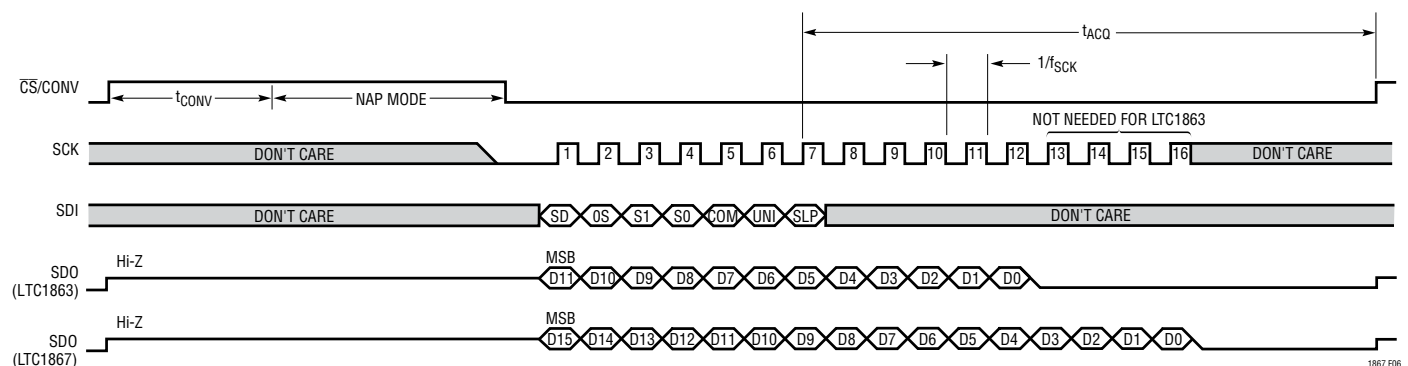 tACQ
1/fSCK
CS/CONV
tCONV
NAP MODE
NOT NEEDED FOR LTC1863
SCK
DON'T CARE
1 2 3 4 5 6 7 8 9 10 11 12 13 14 15 16
DON'T CARE
SDI
DON'T CARE
SD 0S S1 S0 COM UNI SLP
DON'T CARE
SDO
(LTC1863)
Hi-Z
MSB
D11 D10 D9 D8 D7 D6 D5 D4 D3 D2 D1 D0
SDO
(LTC1867)
Hi-Z
MSB
D15 D14 D13 D12 D11 D10 D9 D8 D7 D6 D5 D4 D3 D2 D1 D0
1867 F06